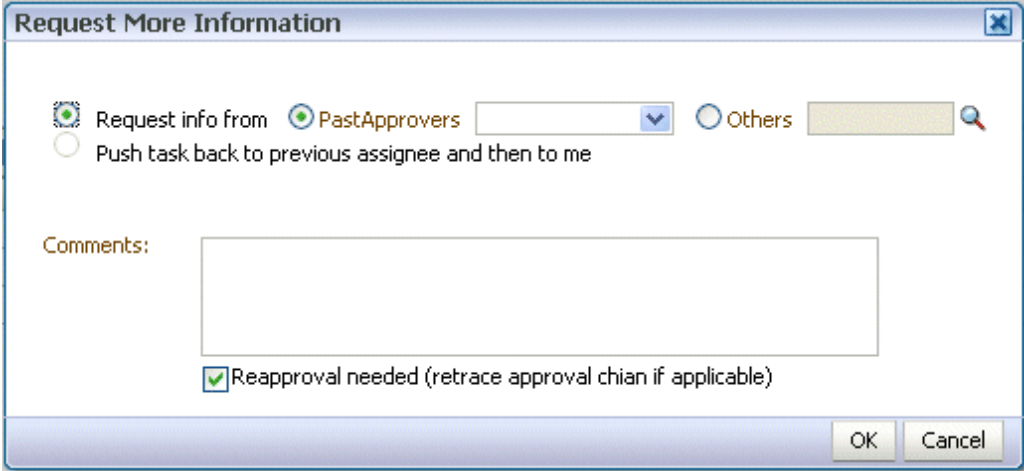 Request More Information
Request info from PastApprovers Others
Push task back to previous assignee and then to me
Comments:
Reapproval needed (retrace approval chian if applicable)
OK Cancel